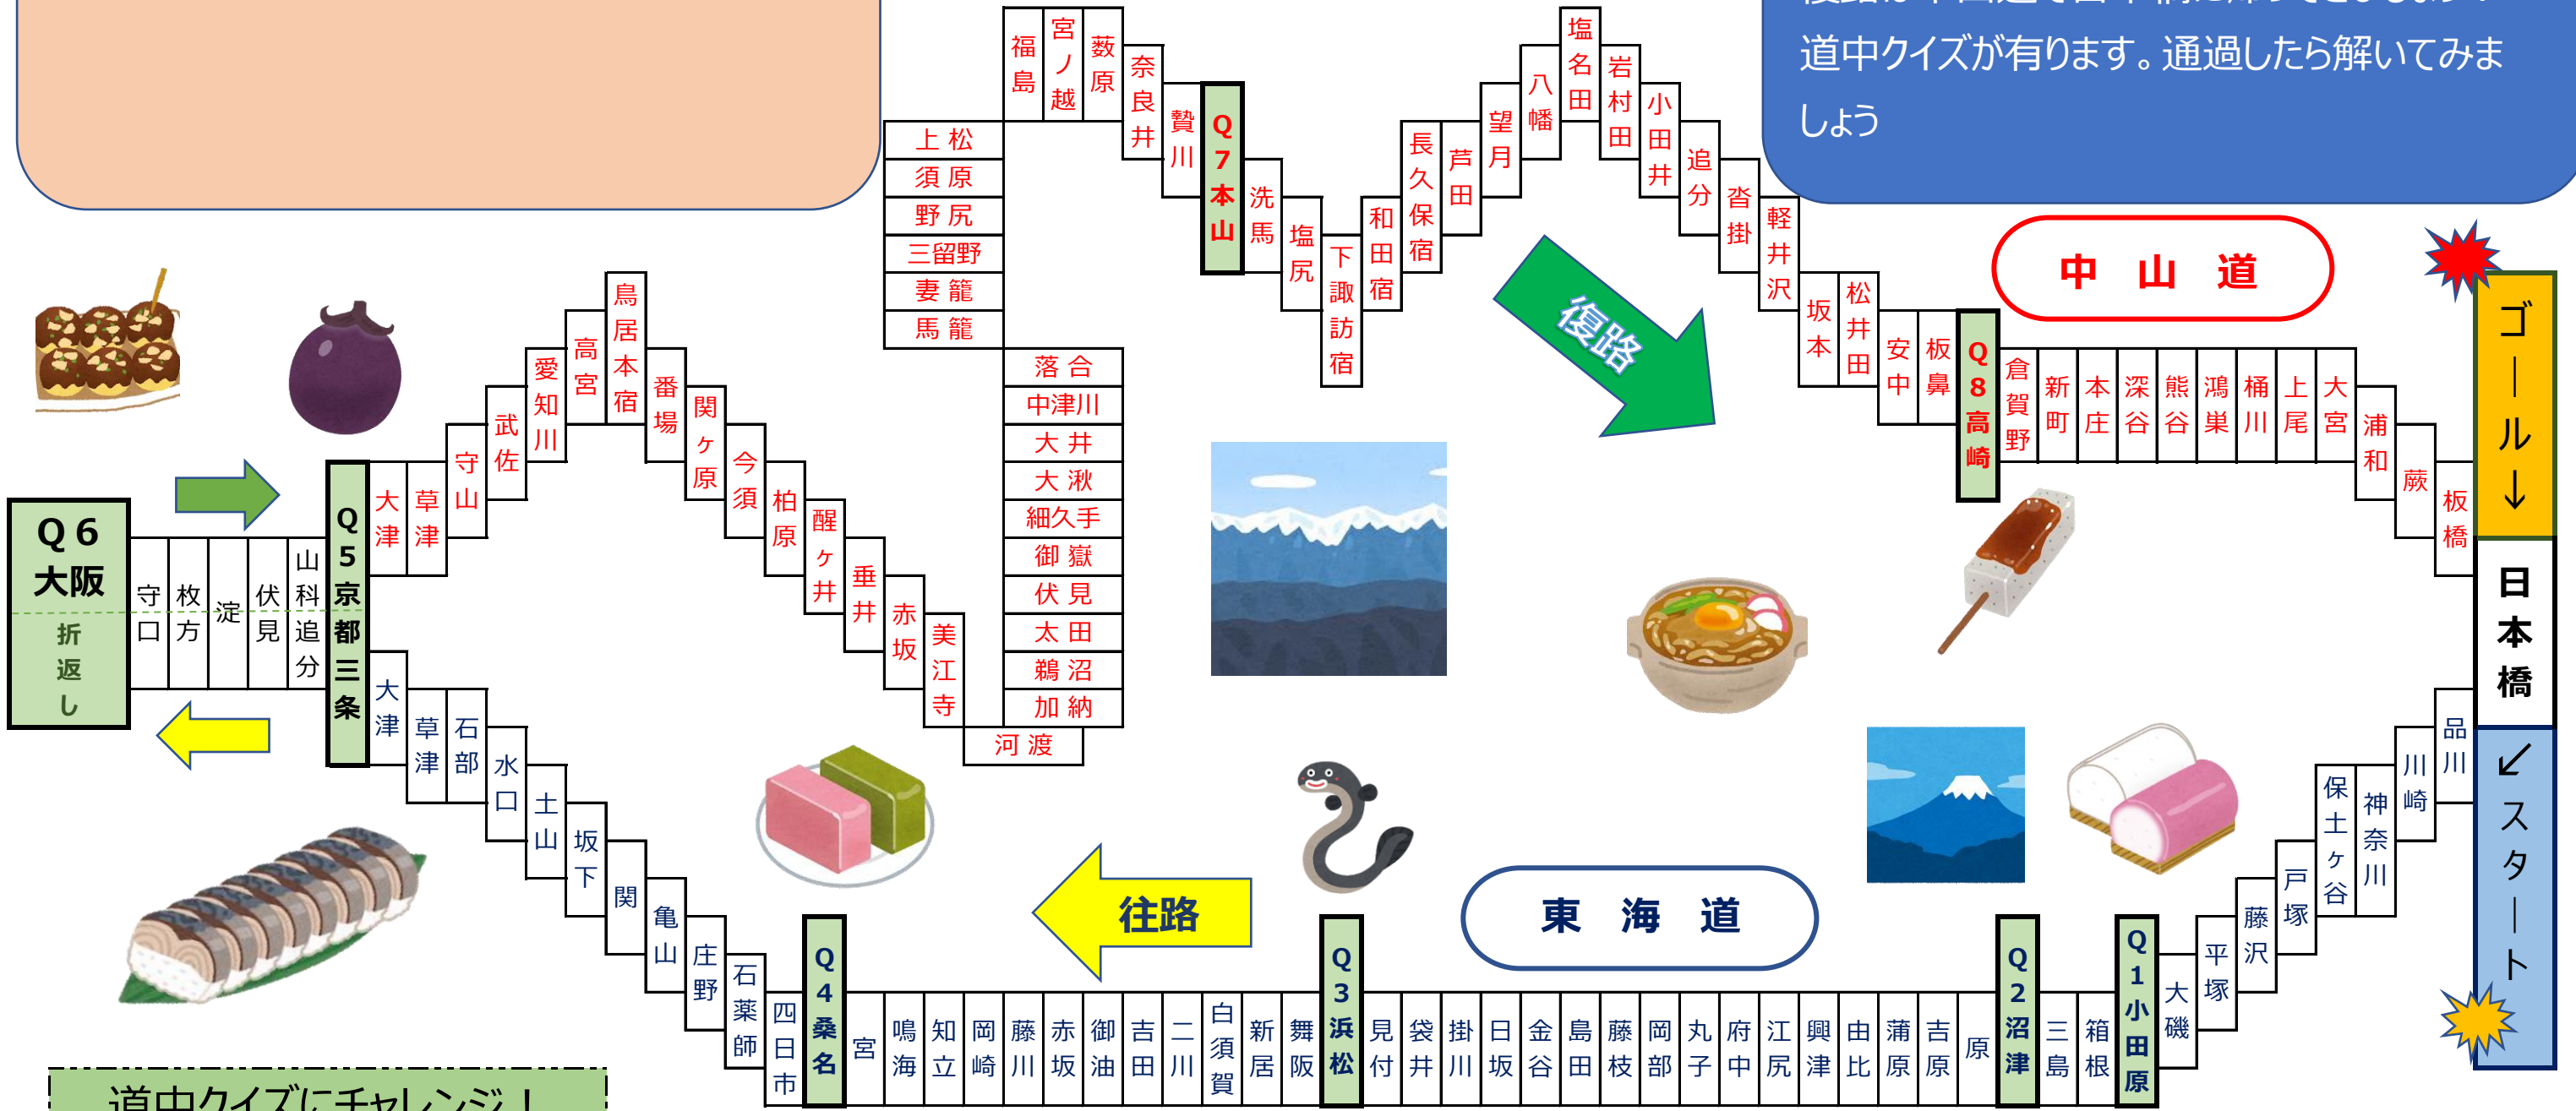 道中クイズが有ります。通過したら解いてみま
しょう
中山道
ゴール↓
日本橋
↙スタート
品川
川崎
神奈川
保土ヶ谷
戸塚
藤沢
平塚
大磯
Q1小田原
箱根
三島
Q2沼津
原
吉原
蒲原
由比
興津
江尻
府中
丸子
岡部
藤枝
島田
金谷
日坂
掛川
袋井
見付
Q3浜松
舞阪
新居
白須賀
二川
吉田
御油
赤坂
藤川
岡崎
知立
鳴海
宮
Q4桑名
四日市
石薬師
庄野
亀山
関
坂下
土山
水口
石部
草津
大津
東海道
往路
Q5京都三条
山科追分
伏見
淀
枚方
守口
Q6
大阪
折返し
大津
草津
守山
武佐
愛知川
高宮
鳥居本宿
番場
関ヶ原
今須
柏原
醒ヶ井
垂井
赤坂
美江寺
河渡
加納
鵜沼
太田
伏見
御嶽
細久手
大湫
大井
中津川
落合
馬籠
妻籠
三留野
野尻
須原
上松
福島
宮ノ越
薮原
奈良井
贄川
Q7本山
洗馬
塩尻
下諏訪宿
和田宿
長久保宿
芦田
望月
八幡
塩名田
岩村田
小田井
追分
沓掛
軽井沢
坂本
松井田
安中
板鼻
Q8高崎
倉賀野
新町
本庄
深谷
熊谷
鴻巣
桶川
上尾
大宮
浦和
蕨
板橋
復路
道中クイズにチャレンジ！